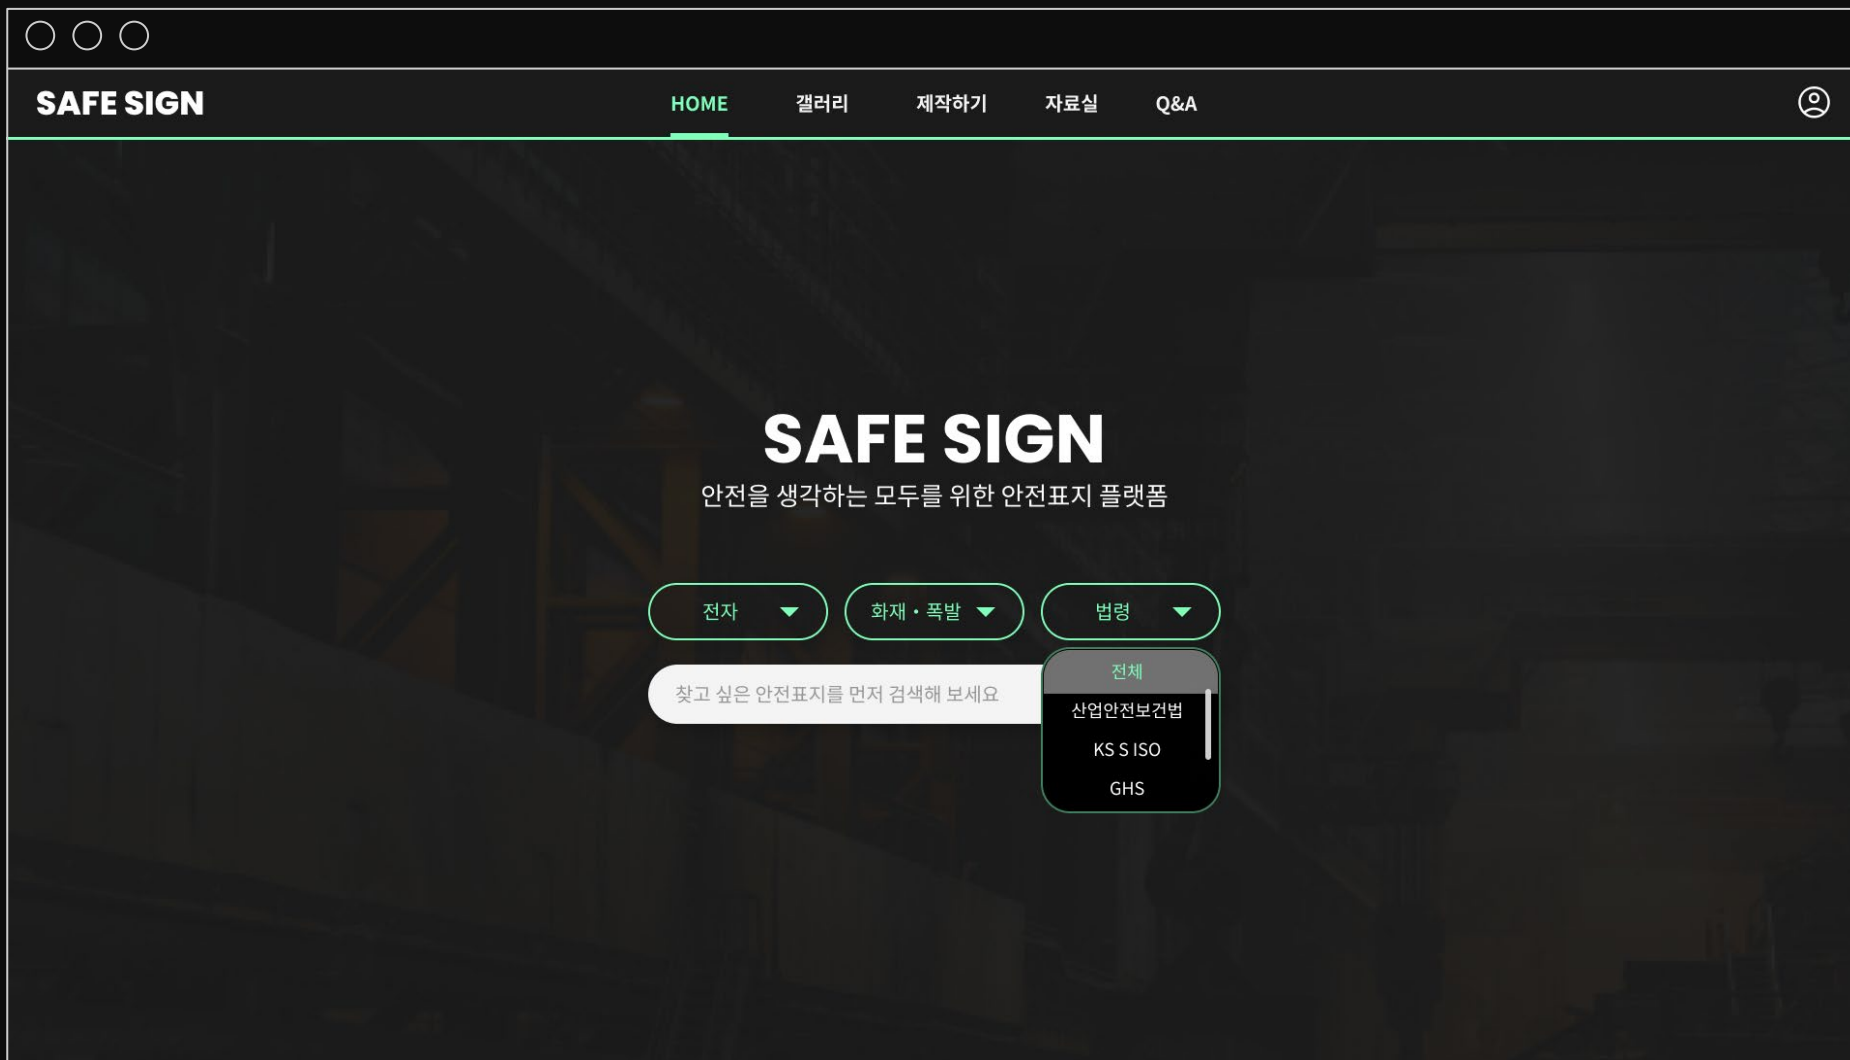 SAFE SIGN
HOME 갤러리 제작하기 자료실 Q&A
SAFE SIGN
안전을 생각하는 모두를 위한 안전표지 플랫폼
전자 화재・폭발 법령
찾고 싶은 안전표지를 먼저 검색해 보세요
전체
산업안전보건법
KS S ISO
GHS